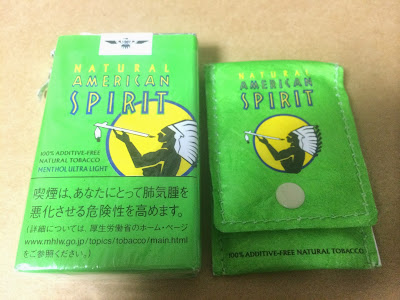 NATURAL
AMERICAN
SPIRIT
100% ADDITIVE-FREE
NATURAL TOBACCO
MENTHOL ULTRA LIGHT
喫煙は、あなたにとって肺気腫を
悪化させる危険性を高めます。
(詳細については、厚生労働省のホーム・ページ
www.mhlw.go.jp/topics/tobacco/main.html
をご参照ください。)
NATURAL
AMERICAN
SPIRIT
100% ADDITIVE-FREE NATURAL TOBACCO